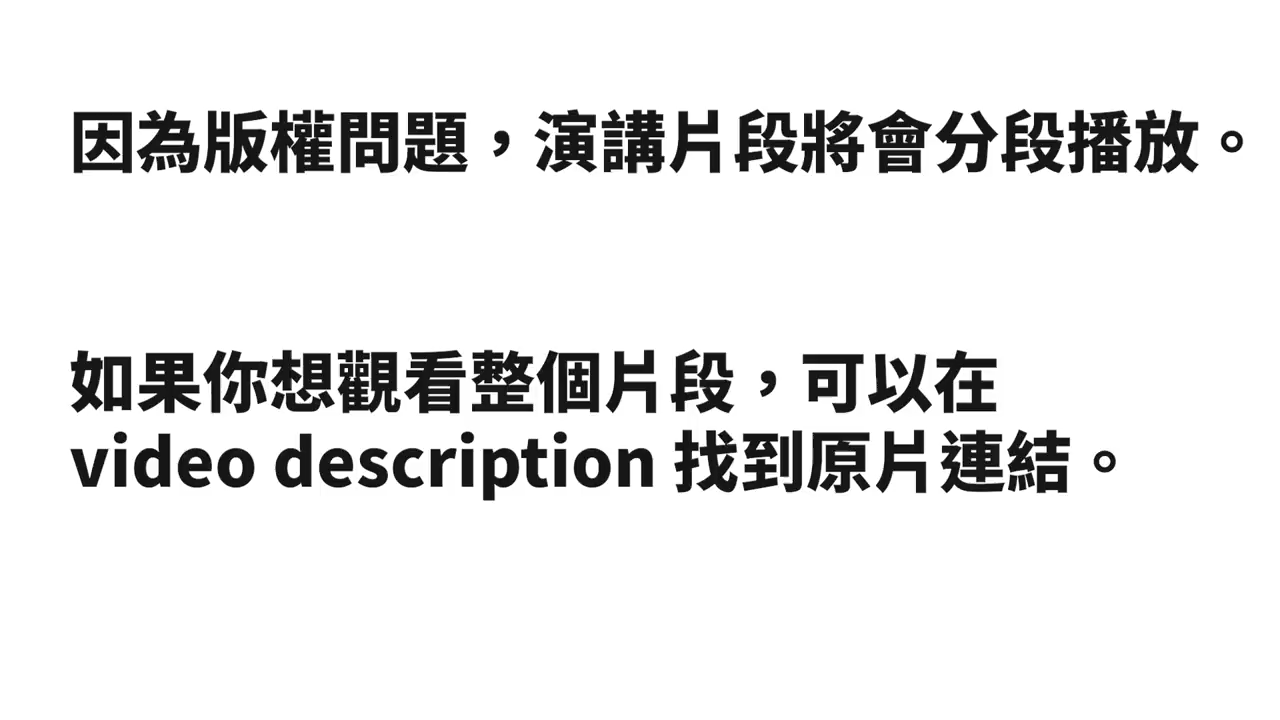 因為版權問題，演講片段將會分段播放。
如果你想觀看整個片段，可以在
video description 找到原片連結。